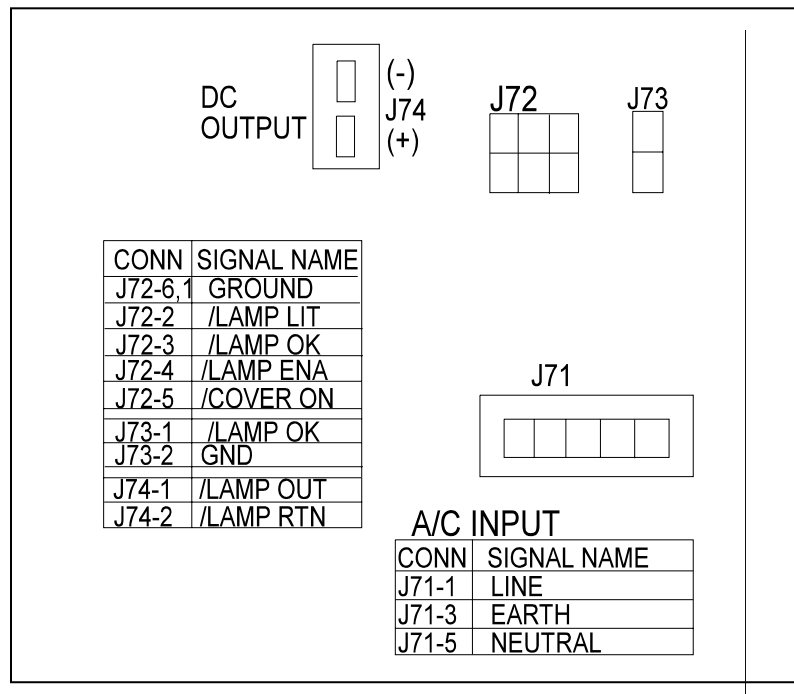 DC
OUTPUT
(-)
J74
(+)
J72
J73
CONN SIGNAL NAME
J72-6,1 GROUND
J72-2 /LAMP LIT
J72-3 /LAMP OK
J72-4 /LAMP ENA
J72-5 /COVER ON
J73-1 /LAMP OK
J73-2 GND
J74-1 /LAMP OUT
J74-2 /LAMP RTN
J71
A/C INPUT
CONN SIGNAL NAME
J71-1 LINE
J71-3 EARTH
J71-5 NEUTRAL